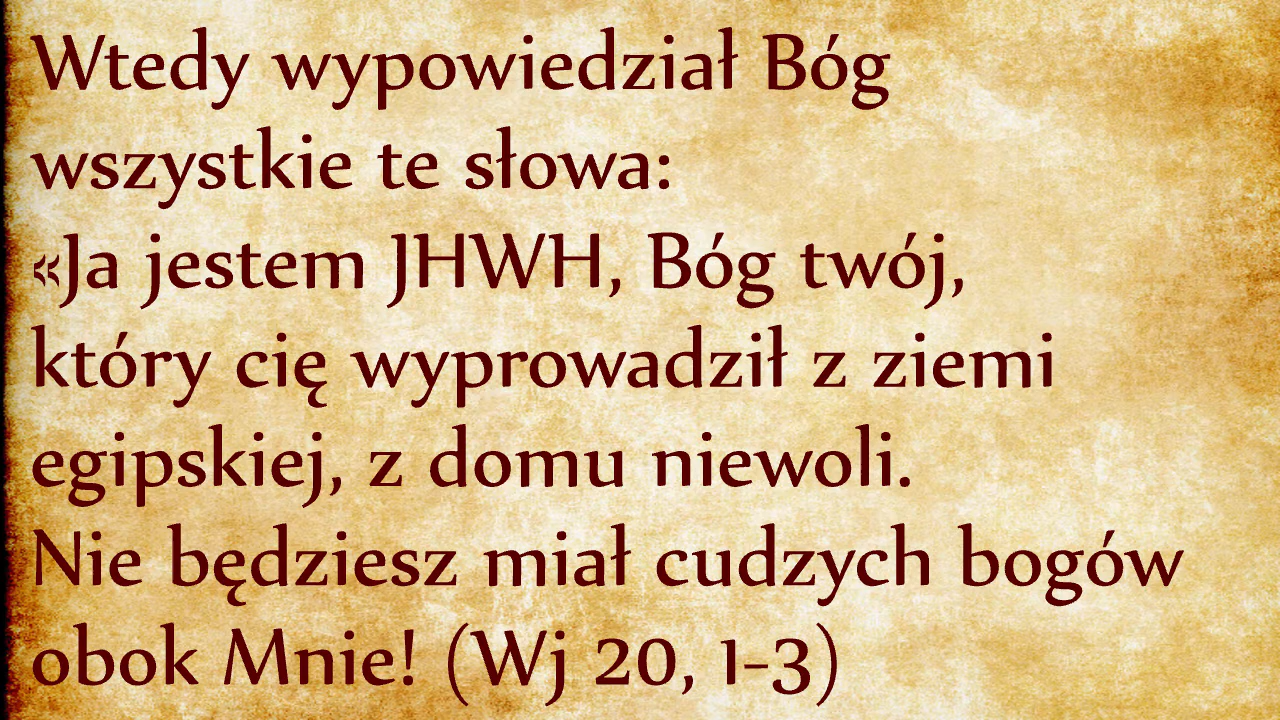 Wtedy wypowiedział Bóg
wszystkie te słowa:
«Ja jestem JHWH, Bóg twój,
który cię wyprowadził z ziemi
egipskiej, z domu niewoli.
Nie będziesz miał cudzych bogów
obok Mnie! (Wj 20, 1-3)